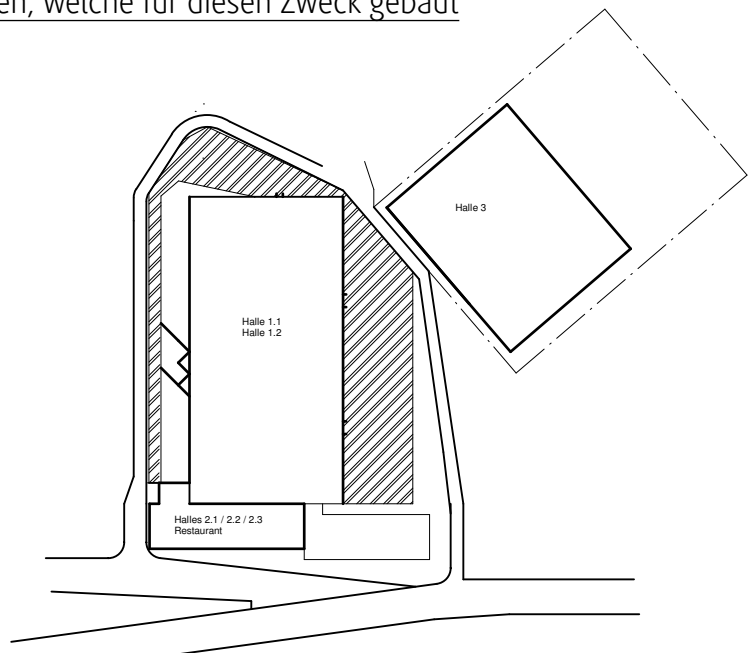 welche für diesen Zweck gebaut
Halle 3
Halle 1.1
Halle 1.2
Halles 2.1 / 2.2 / 2.3
Restaurant